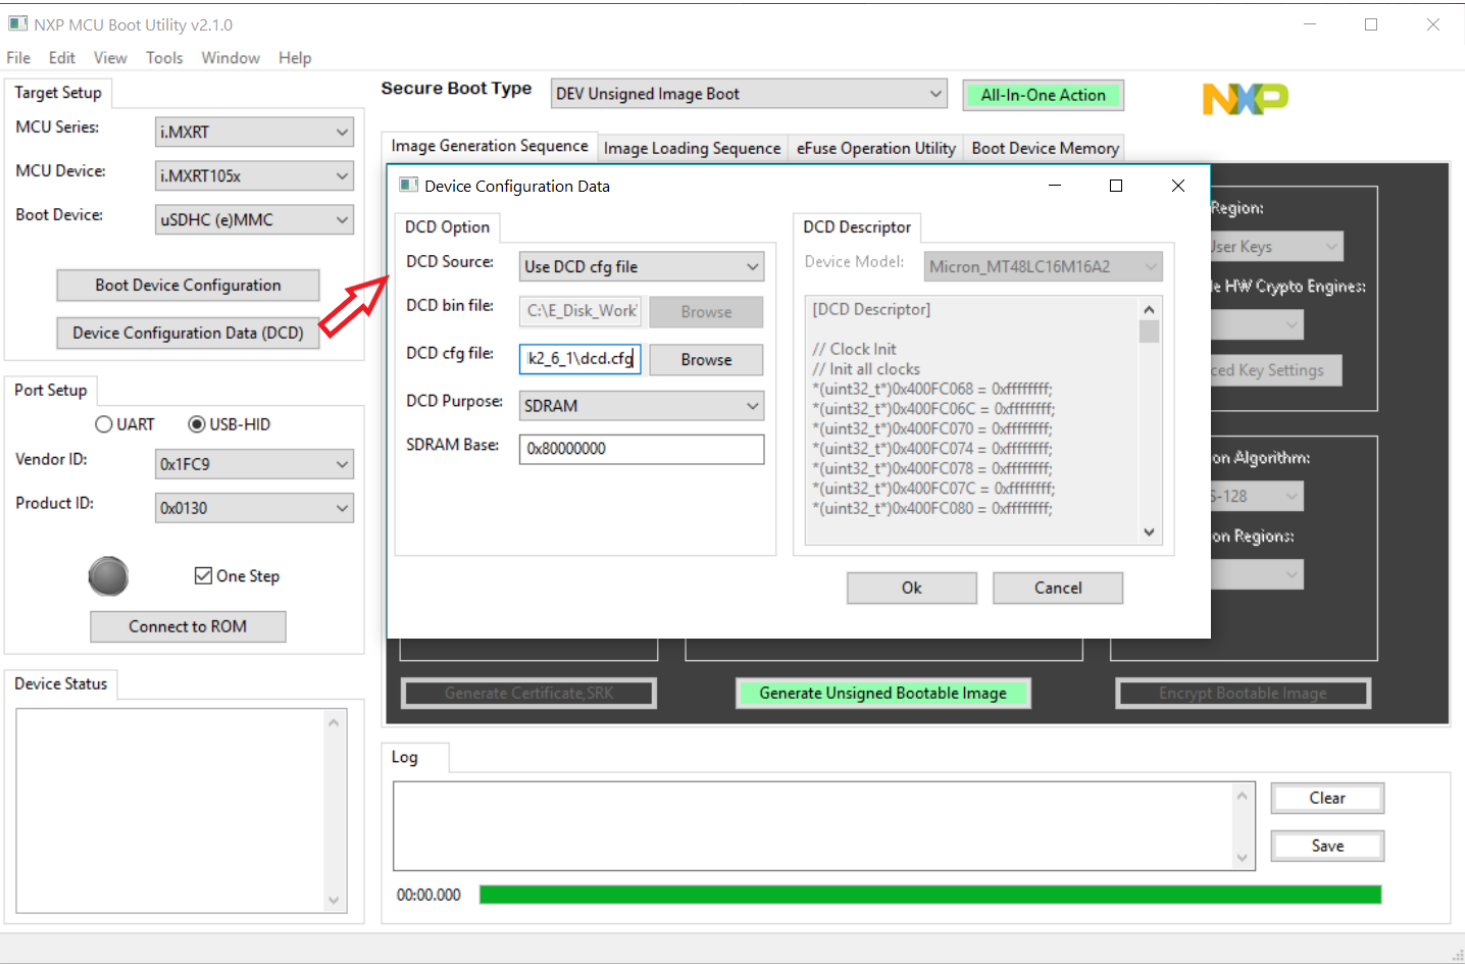 NXP MCU Boot Utility v2.1.0
File Edit View Tools Window Help
Target Setup
MCU Series: i.MXRT
MCU Device: i.MXRT105x
Boot Device: uSDHC (e)MMC
Boot Device Configuration
Device Configuration Data (DCD)
Port Setup
UART USB-HID
Vendor ID: 0x1FC9
Product ID: 0x0130
One Step
Connect to ROM
Device Status
Secure Boot Type DEV Unsigned Image Boot All-In-One Action
NXP
Image Generation Sequence Image Loading Sequence eFuse Operation Utility Boot Device Memory
Device Configuration Data
DCD Option
DCD Source: Use DCD cfg file
DCD bin file: C:\E_Disk_Work Browse
DCD cfg file: k2_6_1\dcd.cfg Browse
DCD Purpose: SDRAM
SDRAM Base: 0x80000000
DCD Descriptor
Device Model: Micron_MT48LC16M16A2
[DCD Descriptor]
// Clock Init
// Init all clocks
*(uint32_t*)0x400FC068 = 0xffffffff;
*(uint32_t*)0x400FC06C = 0xffffffff;
*(uint32_t*)0x400FC070 = 0xffffffff;
*(uint32_t*)0x400FC074 = 0xffffffff;
*(uint32_t*)0x400FC078 = 0xffffffff;
*(uint32_t*)0x400FC07C = 0xffffffff;
*(uint32_t*)0x400FC080 = 0xffffffff;
Ok Cancel
Region:
User Keys
le HW Crypto Engines:
ced Key Settings
on Algorithm:
S-128
on Regions:
Generate Certificate,SRK
Generate Unsigned Bootable Image
Encrypt Bootable Image
Log
Clear
Save
00:00.000